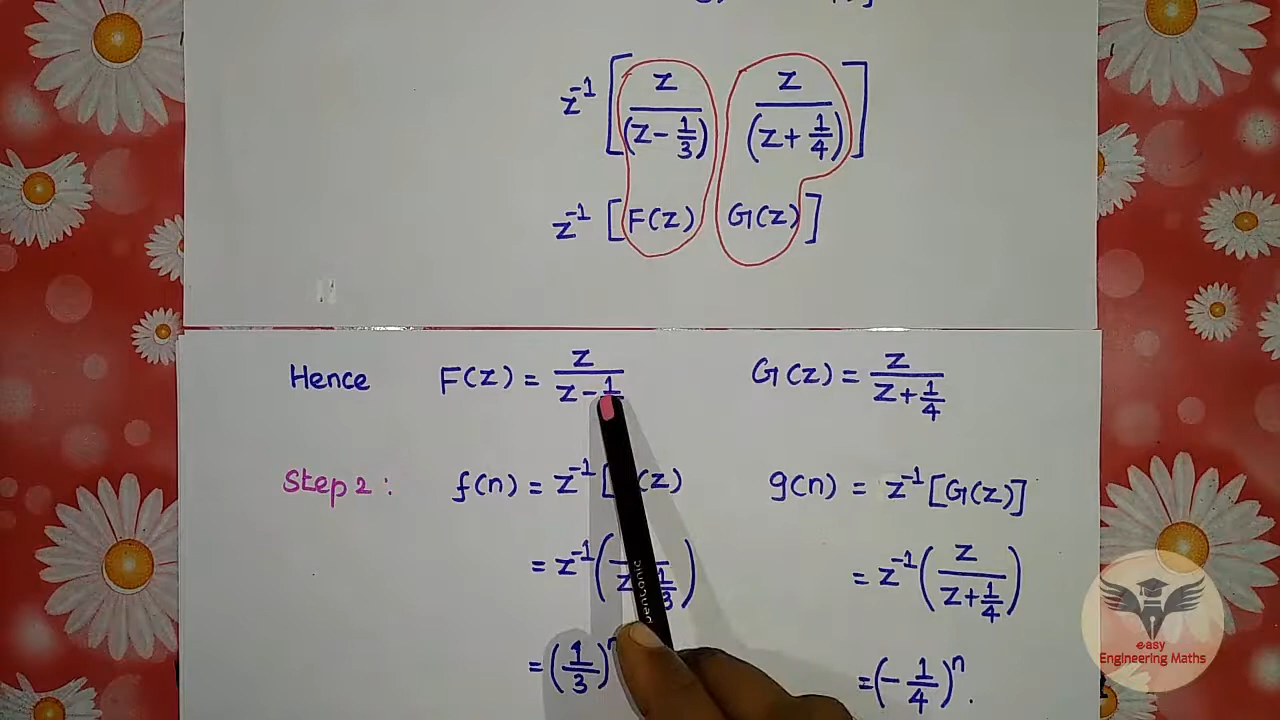 z⁻¹ [ z/(z − 1/3) z/(z + 1/4) ]
z⁻¹ [F(z) G(z)]
Hence F(z) = z/(z − 1/ G(z) = z/(z + 1/4)
Step 2 : f(n) = z⁻¹ [ (z) g(n) = z⁻¹ [G(z)]
= z⁻¹ ( z 1/3 ) = z⁻¹ ( z/(z + 1/4) )
= (1/3)ⁿ = (− 1/4)ⁿ.
pentonic
easy
Engineering Maths